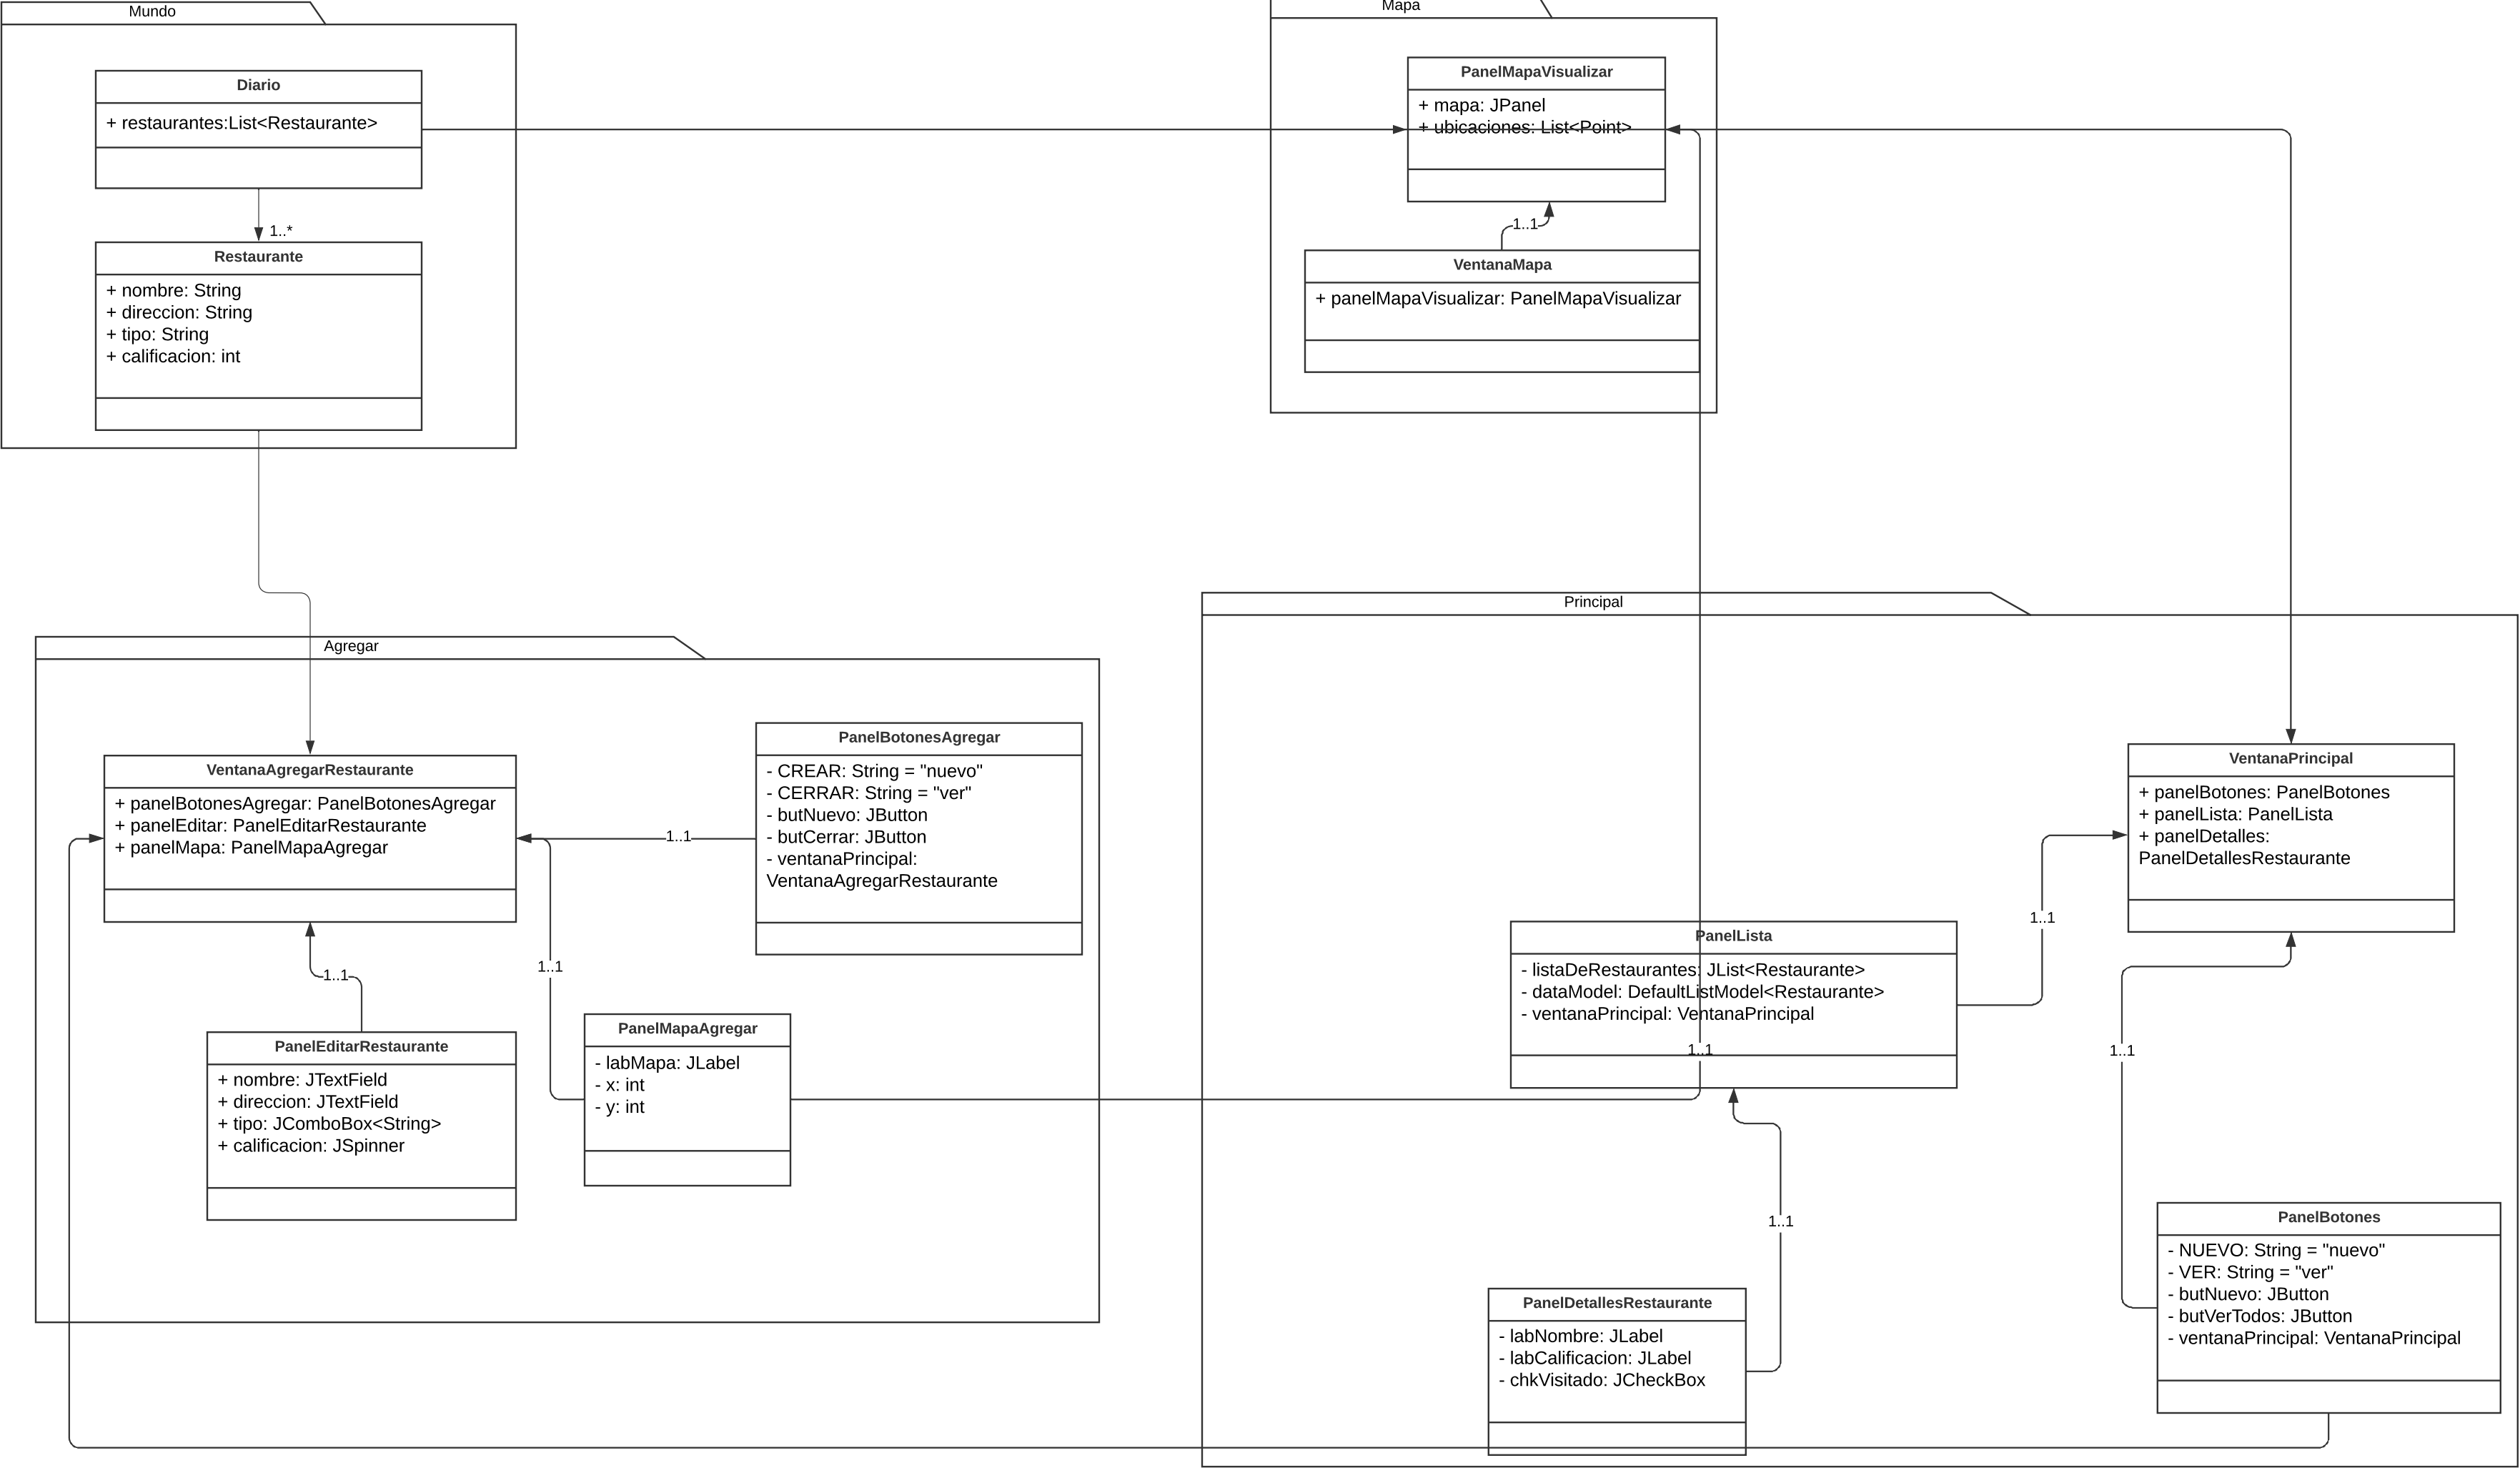 Mundo
Diario
+ restaurantes:List<Restaurante>
1..*
Restaurante
+ nombre: String
+ direccion: String
+ tipo: String
+ calificacion: int
Mapa
PanelMapaVisualizar
+ mapa: JPanel
+ ubicaciones: List<Point>
1..1
VentanaMapa
+ panelMapaVisualizar: PanelMapaVisualizar
Agregar
VentanaAgregarRestaurante
+ panelBotonesAgregar: PanelBotonesAgregar
+ panelEditar: PanelEditarRestaurante
+ panelMapa: PanelMapaAgregar
1..1
PanelBotonesAgregar
- CREAR: String = "nuevo"
- CERRAR: String = "ver"
- butNuevo: JButton
- butCerrar: JButton
- ventanaPrincipal:
VentanaAgregarRestaurante
1..1
1..1
PanelEditarRestaurante
+ nombre: JTextField
+ direccion: JTextField
+ tipo: JComboBox<String>
+ calificacion: JSpinner
PanelMapaAgregar
- labMapa: JLabel
- x: int
- y: int
Principal
VentanaPrincipal
+ panelBotones: PanelBotones
+ panelLista: PanelLista
+ panelDetalles:
PanelDetallesRestaurante
1..1
PanelLista
- listaDeRestaurantes: JList<Restaurante>
- dataModel: DefaultListModel<Restaurante>
- ventanaPrincipal: VentanaPrincipal
1..1
1..1
1..1
PanelDetallesRestaurante
- labNombre: JLabel
- labCalificacion: JLabel
- chkVisitado: JCheckBox
PanelBotones
- NUEVO: String = "nuevo"
- VER: String = "ver"
- butNuevo: JButton
- butVerTodos: JButton
- ventanaPrincipal: VentanaPrincipal